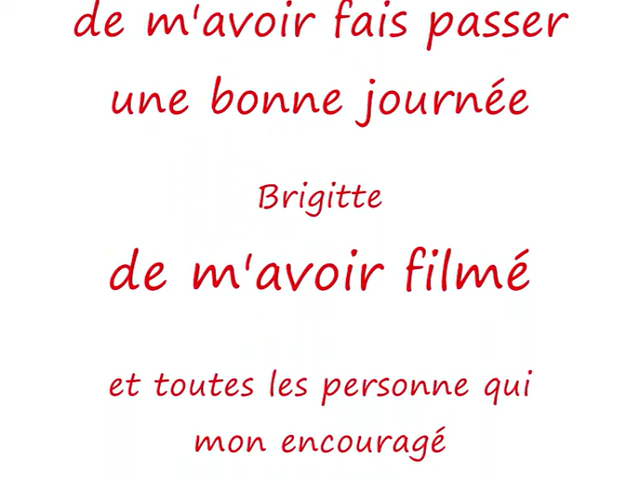 de m'avoir fais passer
une bonne journée
Brigitte
de m'avoir filmé
et toutes les personne qui
mon encouragé